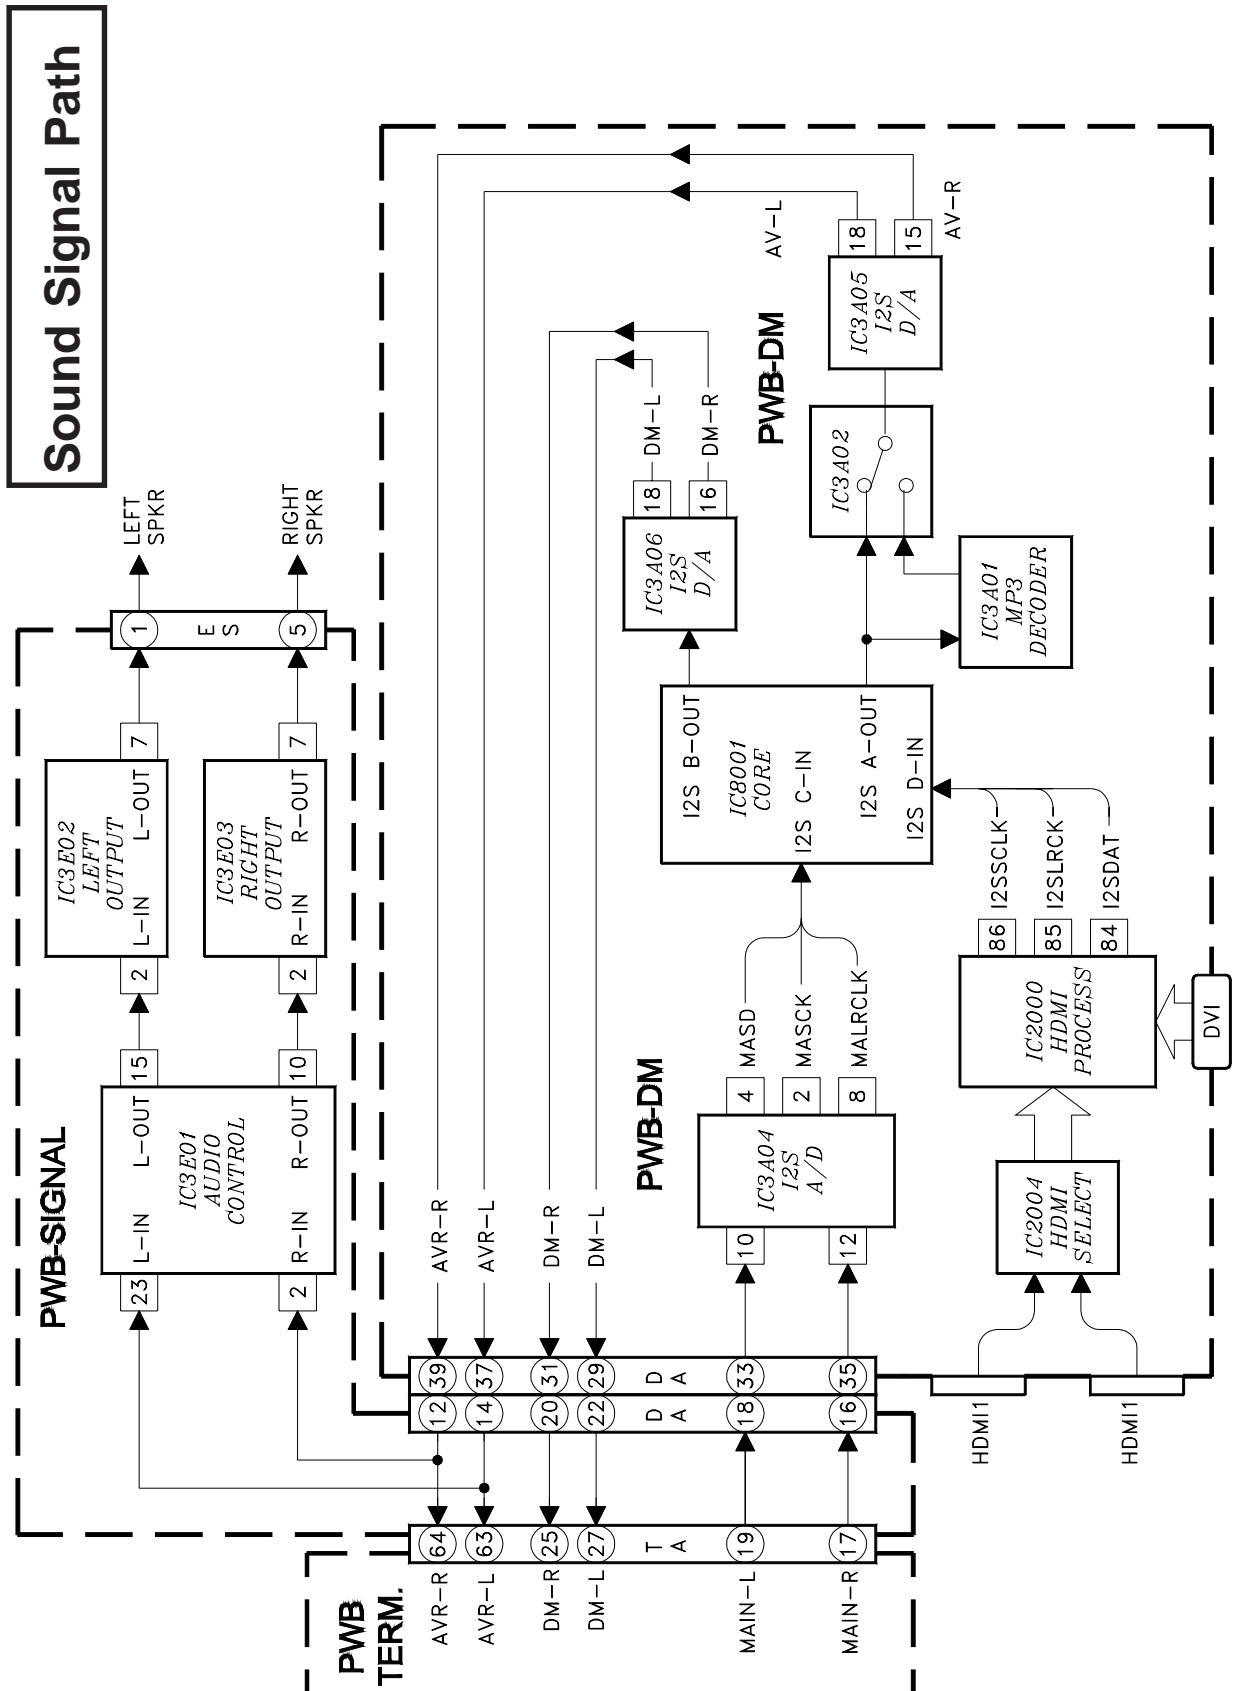 Sound Signal Path
PWB-SIGNAL
23
L-IN
L-OUT
15
IC3E01
AUDIO
CONTROL
2
R-IN
R-OUT
10
2
IC3E02
LEFT
OUTPUT
L-IN
L-OUT
7
2
IC3E03
RIGHT
OUTPUT
R-IN
R-OUT
7
1
E
S
5
LEFT
SPKR
RIGHT
SPKR
PWB
TERM.
AVR-R
AVR-L
DM-R
DM-L
MAIN-L
MAIN-R
64
63
25
27
T
A
19
17
12
14
20
22
D
A
18
16
39
37
31
29
D
A
33
35
AVR-R
AVR-L
DM-R
DM-L
PWB-DM
10
12
IC3A04
I2S
A/D
4
2
8
MASD
MASCK
MALRCLK
I2S B-OUT
IC8001
CORE
I2S C-IN
I2S A-OUT
I2S D-IN
IC3A06
I2S
D/A
18
16
DM-L
DM-R
PWB-DM
IC3A01
MP3
DECODER
IC3A02
IC3A05
I2S
D/A
18
15
AV-L
AV-R
HDMI1
HDMI1
IC2004
HDMI
SELECT
IC2000
HDMI
PROCESS
86
85
84
I2SSCLK
I2SLRCK
I2SDAT
DVI